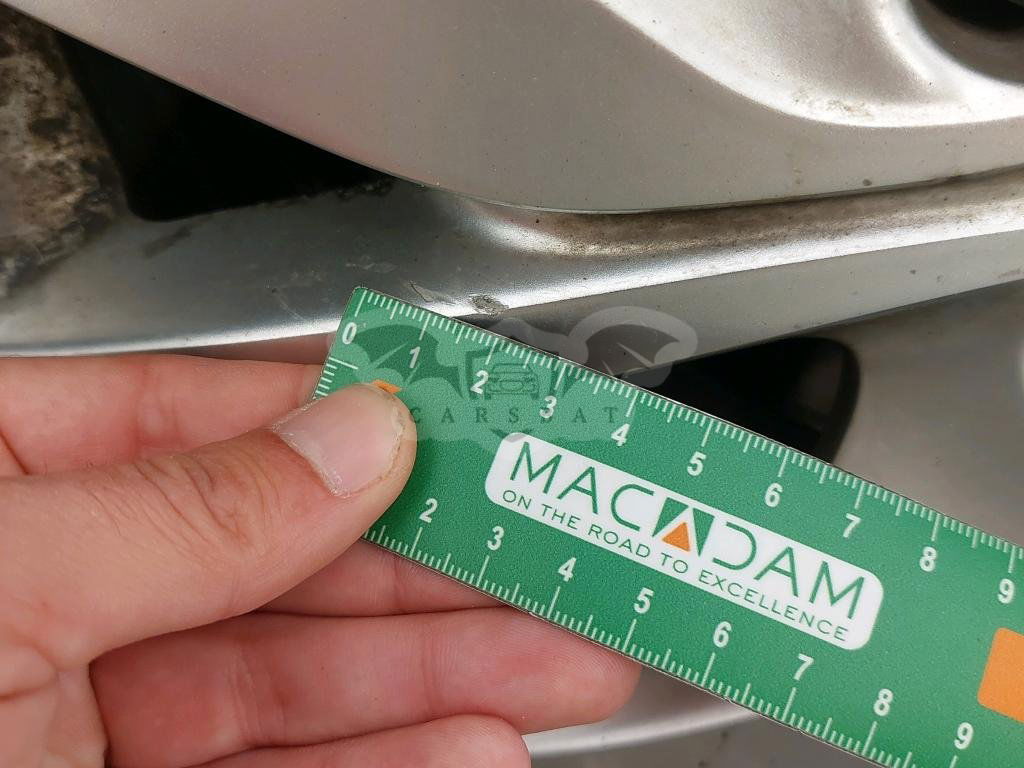 0 1 2 3 4 5 6 7 8 9
CARSDAT
MACADAM
ON THE ROAD TO EXCELLENCE
2 3 4 5 6 7 8 9